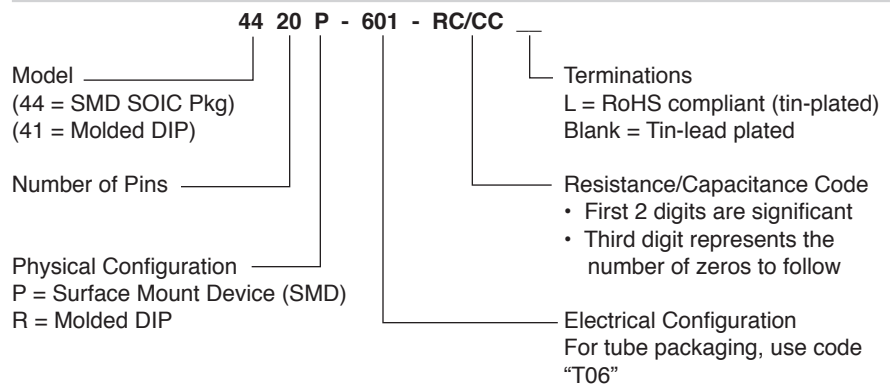 44 20 P - 601 - RC/CC __
Model
(44 = SMD SOIC Pkg)
(41 = Molded DIP)
Number of Pins
Physical Configuration
P = Surface Mount Device (SMD)
R = Molded DIP
Terminations
L = RoHS compliant (tin-plated)
Blank = Tin-lead plated
Resistance/Capacitance Code
• First 2 digits are significant
• Third digit represents the
number of zeros to follow
Electrical Configuration
For tube packaging, use code
“T06”